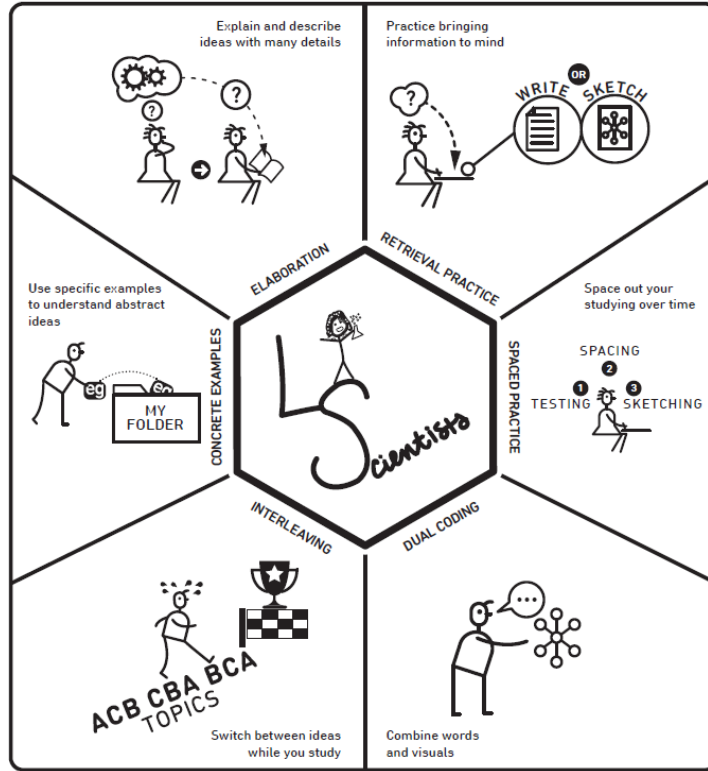 Explain and describe
ideas with many details
?
?
ELABORATION
Practice bringing
information to mind
?
WRITE OR SKETCH
RETRIEVAL PRACTICE
Use specific examples
to understand abstract
ideas
eg
eg
MY
FOLDER
CONCRETE EXAMPLES
LScientists
Space out your
studying over time
SPACING
2
1
3
TESTING
SKETCHING
SPACED PRACTICE
INTERLEAVING
ACB CBA BCA
TOPICS
Switch between ideas
while you study
DUAL CODING
Combine words
and visuals